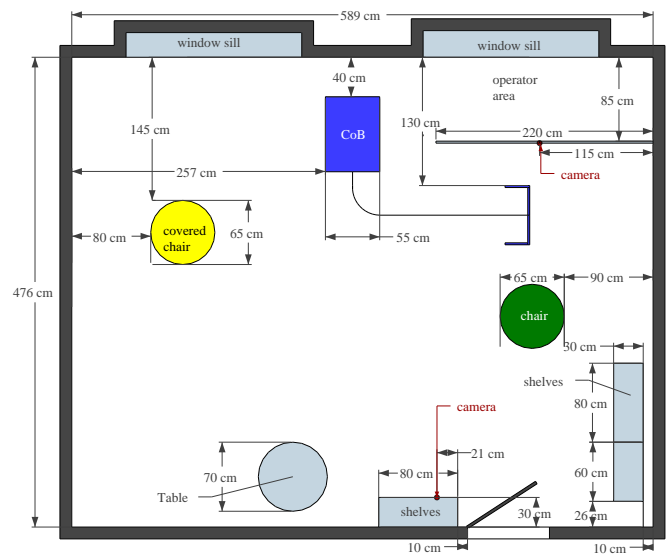 589 cm
window sill
window sill
40 cm
operator
area
85 cm
145 cm
130 cm
CoB
220 cm
115 cm
257 cm
camera
80 cm
covered
chair
65 cm
55 cm
476 cm
65 cm
90 cm
chair
30 cm
shelves
80 cm
camera
21 cm
70 cm
80 cm
60 cm
Table
shelves
30 cm
26 cm
10 cm
10 cm